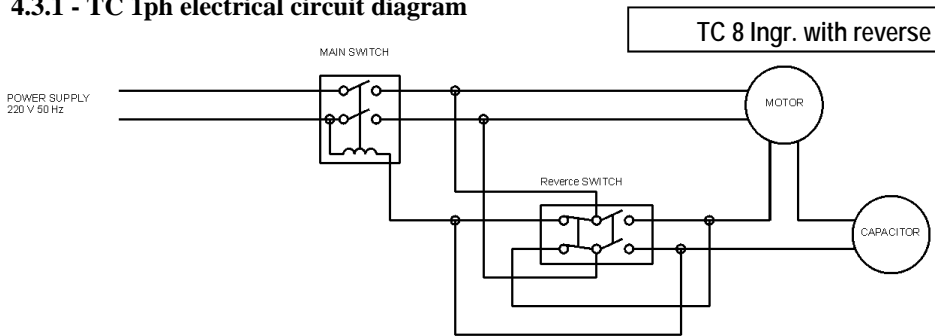 4.3.1 - TC 1ph electrical circuit diagram
TC 8 Ingr. with reverse
MAIN SWITCH
POWER SUPPLY
220 V 50 Hz
MOTOR
Reverce SWITCH
CAPACITOR